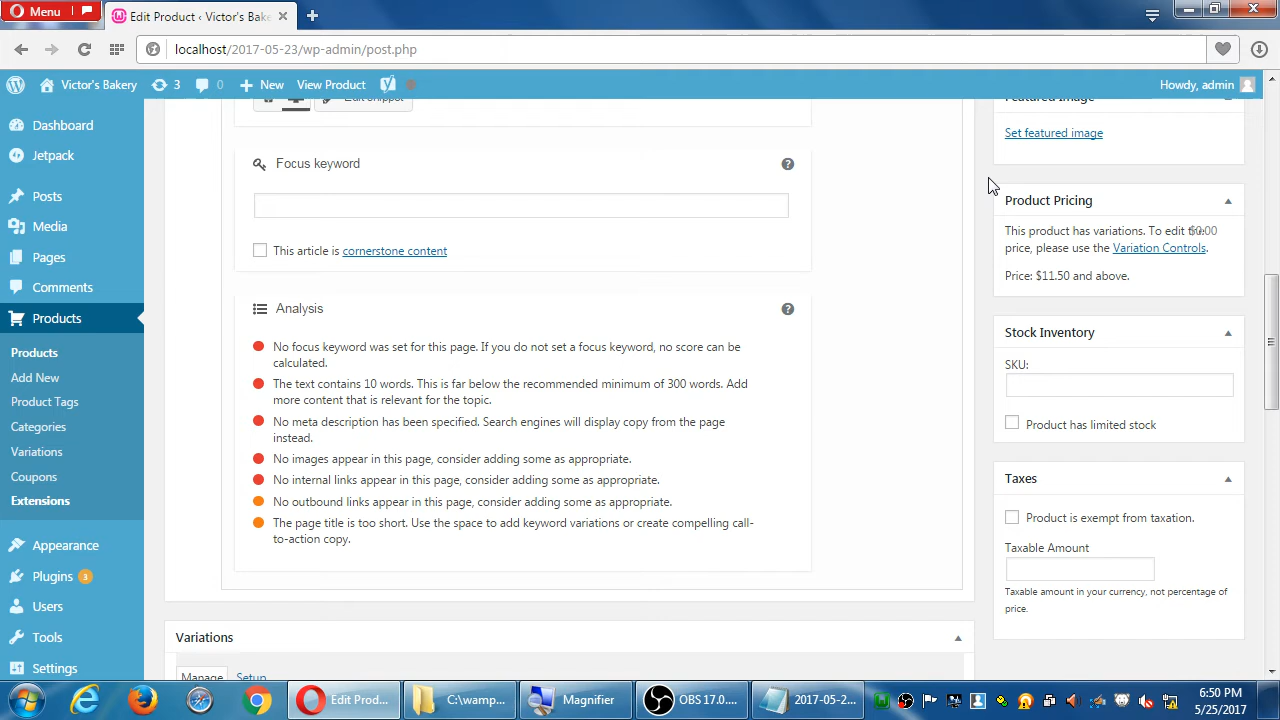 Menu
Edit Product ‹ Victor's Bake
localhost/2017-05-23/wp-admin/post.php
Victor's Bakery
3
0
New
View Product
Howdy, admin
Dashboard
Jetpack
Posts
Media
Pages
Comments
Products
Products
Add New
Product Tags
Categories
Variations
Coupons
Extensions
Appearance
Plugins 3
Users
Tools
Settings
Edit snippet
Focus keyword
This article is cornerstone content
Analysis
No focus keyword was set for this page. If you do not set a focus keyword, no score can be
calculated.
The text contains 10 words. This is far below the recommended minimum of 300 words. Add
more content that is relevant for the topic.
No meta description has been specified. Search engines will display copy from the page
instead.
No images appear in this page, consider adding some as appropriate.
No internal links appear in this page, consider adding some as appropriate.
No outbound links appear in this page, consider adding some as appropriate.
The page title is too short. Use the space to add keyword variations or create compelling call-
to-action copy.
Variations
Manage
Setup
Featured Image
Set featured image
Product Pricing
This product has variations. To edit the $0.00
price, please use the Variation Controls.
Price: $11.50 and above.
Stock Inventory
SKU:
Product has limited stock
Taxes
Product is exempt from taxation.
Taxable Amount
Taxable amount in your currency, not percentage of
price.
Edit Prod...
C:\wamp...
Magnifier
OBS 17.0....
2017-05-2...
6:50 PM
5/25/2017